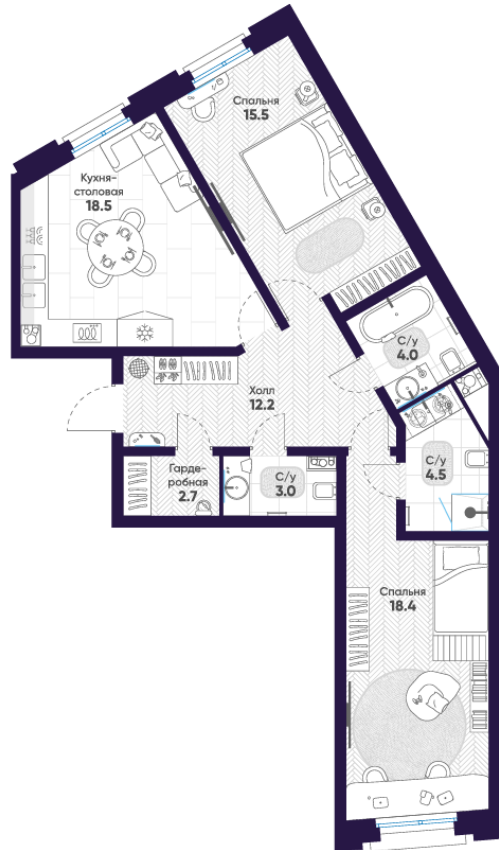 Спальня
15.5
Кухня-
столовая
18.5
С/у
4.0
Холл
12.2
С/у
4.5
Гарде-
робная
2.7
С/у
3.0
Спальня
18.4